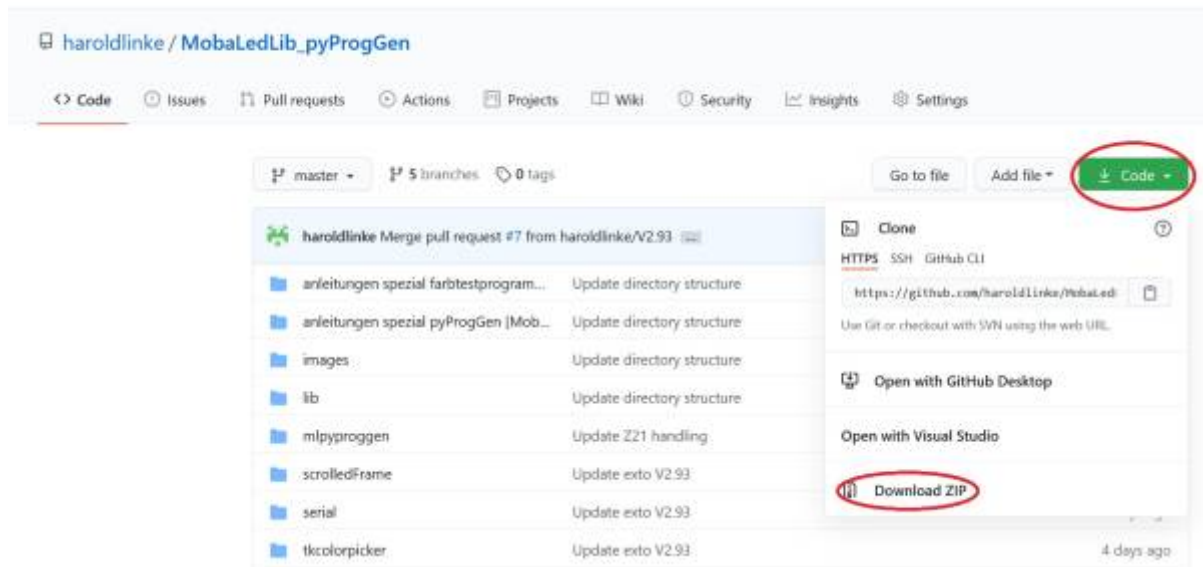 haroldlinke / MobaLedLib_pyProgGen
<> Code Issues Pull requests Actions Projects Wiki Security Insights Settings
master 5 branches 0 tags Go to file Add file Code
haroldlinke Merge pull request #7 from haroldlinke/V2.93
Clone
HTTPS SSH GitHub CLI
anleitungen spezial farbtestprogram... Update directory structure
https://github.com/haroldlinke/MobaLed
anleitungen spezial pyProgGen |Mob... Update directory structure
Use Git or checkout with SVN using the web URL.
images Update directory structure
Open with GitHub Desktop
lib Update directory structure
mlpyproggen Update Z21 handling
Open with Visual Studio
scrolledFrame Update exto V2.93
Download ZIP
serial Update exto V2.93
tkcolorpicker Update exto V2.93 4 days ago